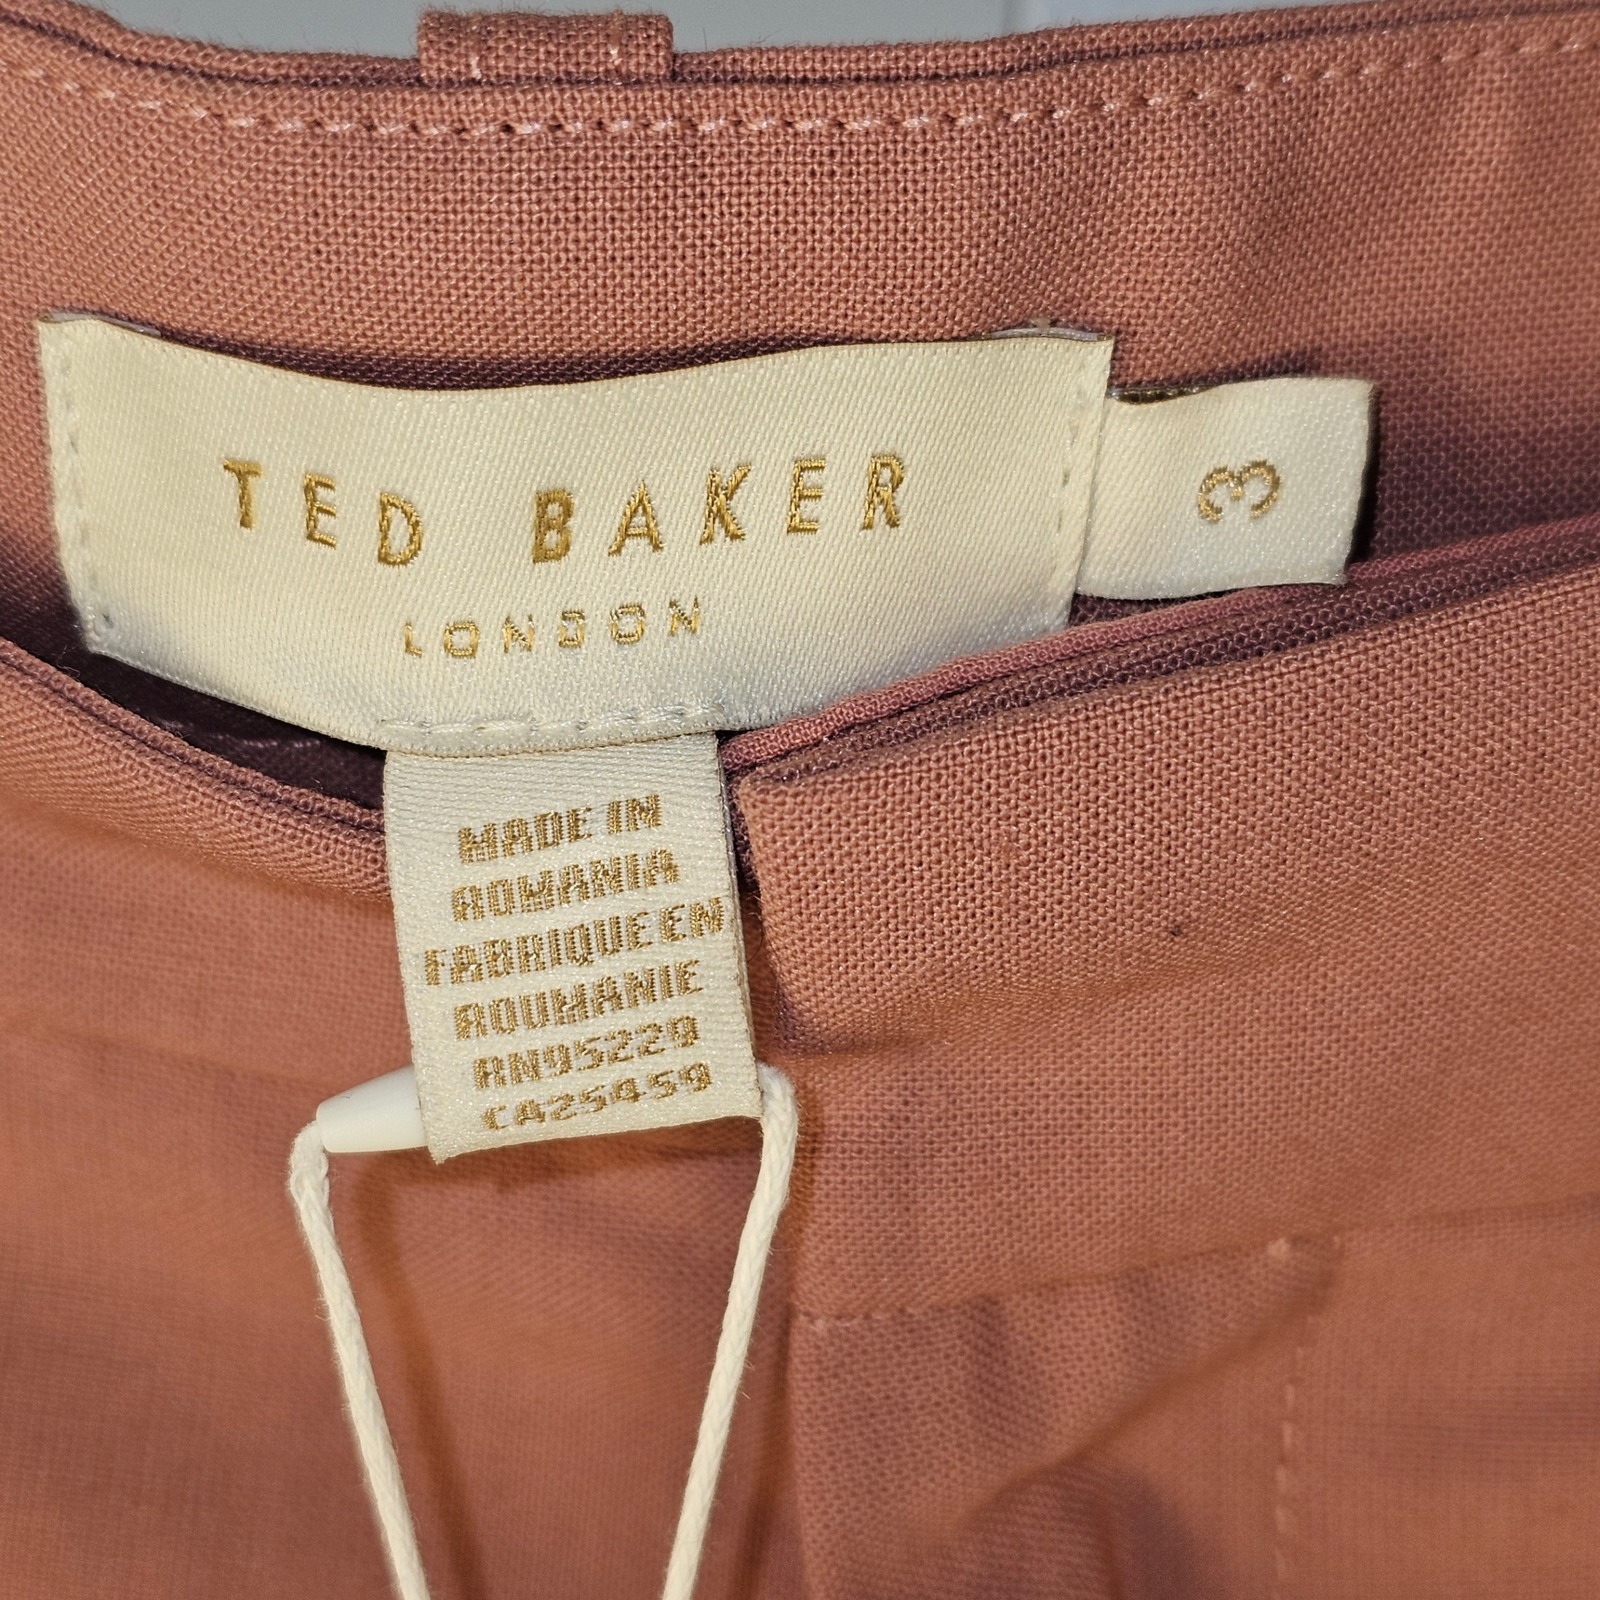 TED BAKER
LONDON
3
MADE IN
ROMANIA
FABRIQUE EN
ROUMANIE
RN95229
CA25459